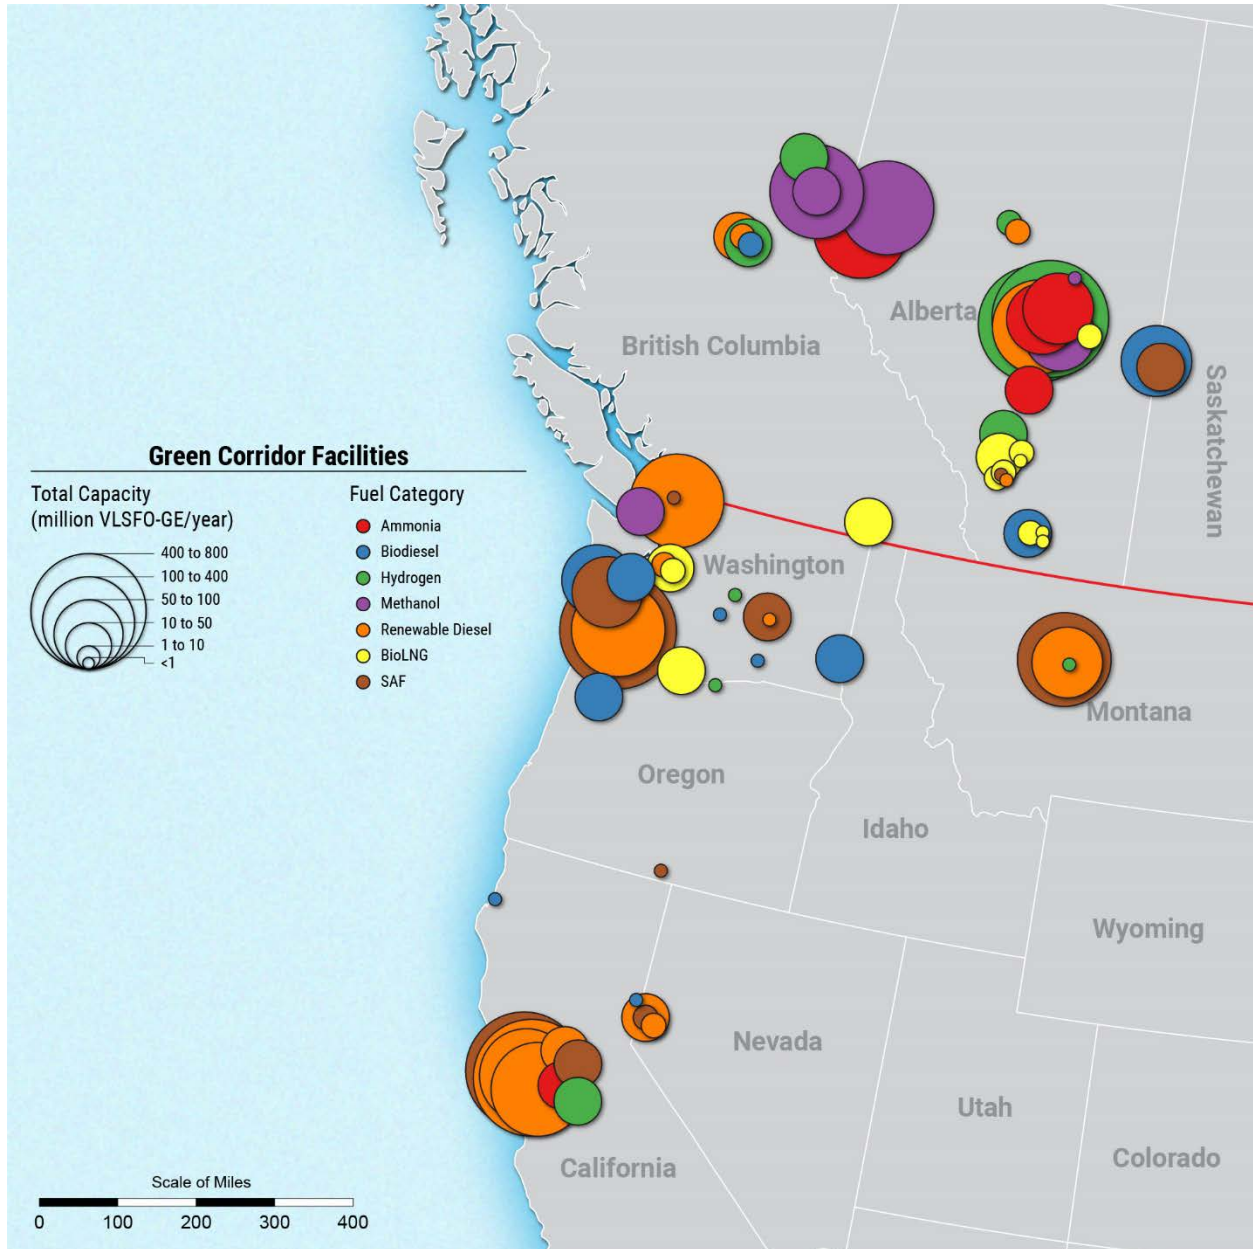 Alberta
British Columbia
Saskatchewan
Green Corridor Facilities
Total Capacity
(million VLSFO-GE/year)
400 to 800
100 to 400
50 to 100
10 to 50
1 to 10
<1
Fuel Category
Ammonia
Biodiesel
Hydrogen
Methanol
Renewable Diesel
BioLNG
SAF
Washington
Montana
Oregon
Idaho
Wyoming
Nevada
Utah
Colorado
California
Scale of Miles
0 100 200 300 400